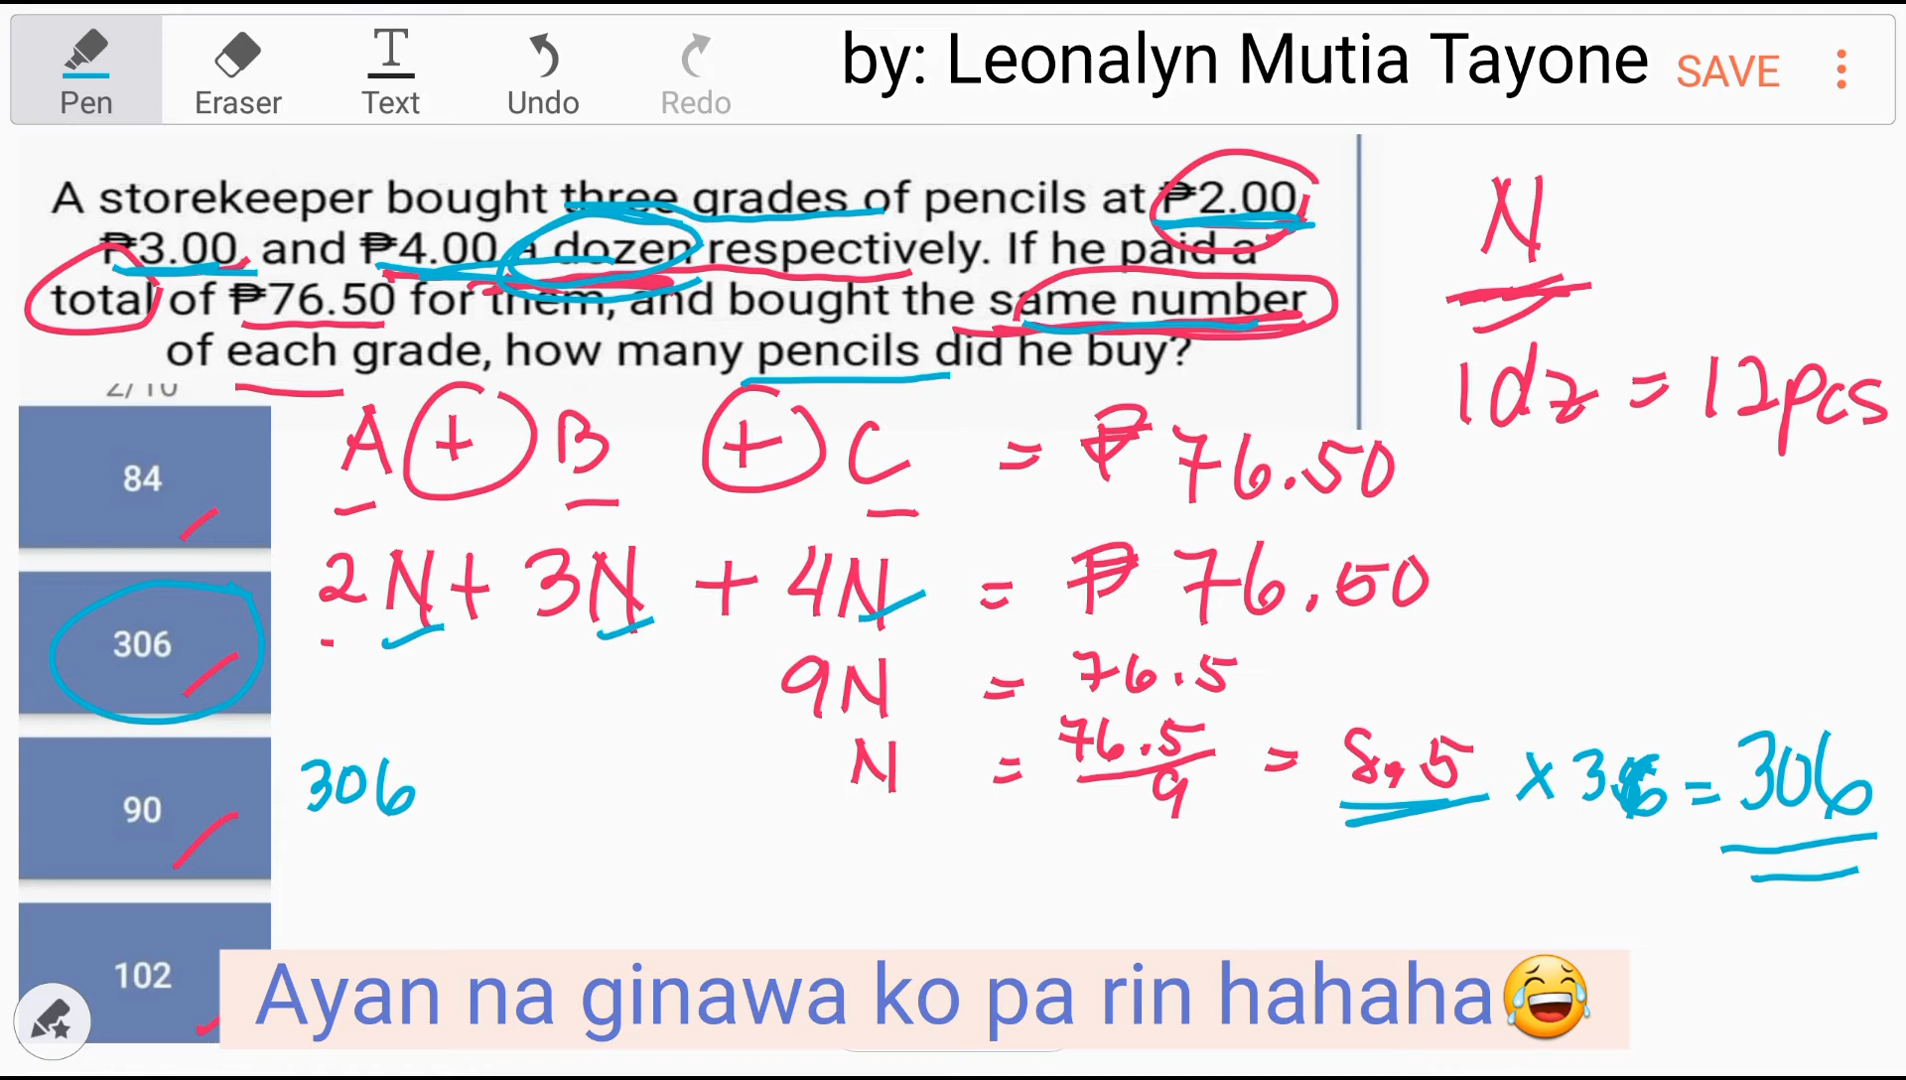 by: Leonalyn Mutia Tayone
SAVE
Pen
Eraser
Text
Undo
Redo
A storekeeper bought three grades of pencils at ₱2.00,
₱3.00, and ₱4.00 a dozen respectively. If he paid a
total of ₱76.50 for them, and bought the same number
of each grade, how many pencils did he buy?
N
1dz = 12pcs
2/10
84
306
90
102
A + B + C = ₱76.50
2N + 3N + 4N = ₱76.50
9N = 76.5
N = 76.5/9 = 8.5 x 36 = 306
306
Ayan na ginawa ko pa rin hahaha😂